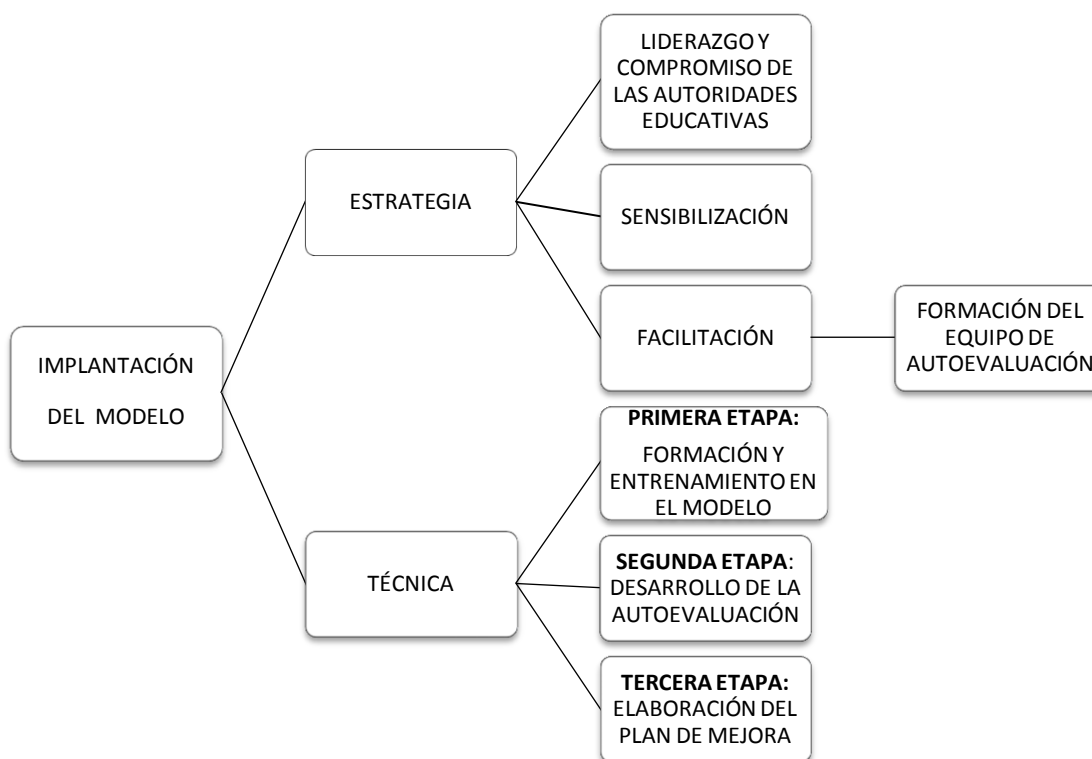 LIDERAZGO Y
COMPROMISO DE
LAS AUTORIDADES
EDUCATIVAS
ESTRATEGIA
SENSIBILIZACIÓN
FACILITACIÓN
FORMACIÓN DEL
EQUIPO DE
AUTOEVALUACIÓN
IMPLANTACIÓN
DEL MODELO
PRIMERA ETAPA:
FORMACIÓN Y
ENTRENAMIENTO EN
EL MODELO
TÉCNICA
SEGUNDA ETAPA:
DESARROLLO DE LA
AUTOEVALUACIÓN
TERCERA ETAPA:
ELABORACIÓN DEL
PLAN DE MEJORA